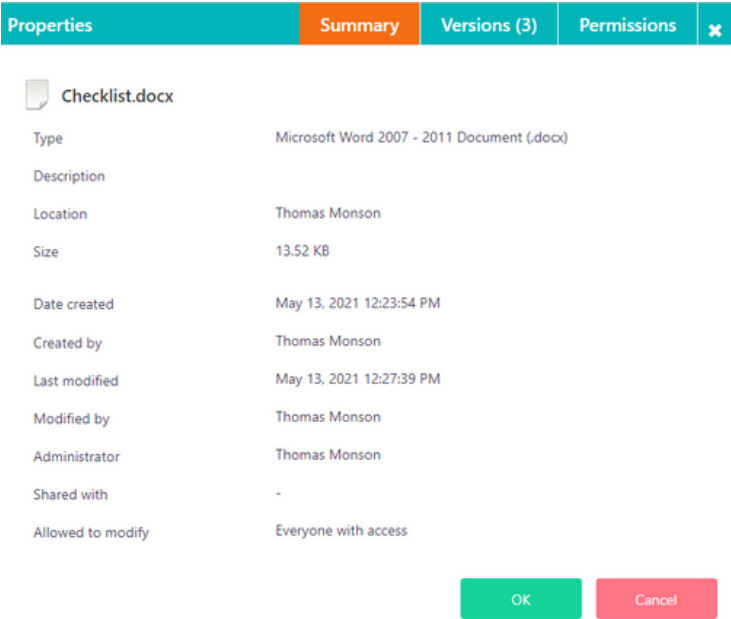 Properties Summary Versions (3) Permissions ×
Checklist.docx
Type Microsoft Word 2007 - 2011 Document (.docx)
Description
Location Thomas Monson
Size 13.52 KB
Date created May 13, 2021 12:23:54 PM
Created by Thomas Monson
Last modified May 13, 2021 12:27:39 PM
Modified by Thomas Monson
Administrator Thomas Monson
Shared with -
Allowed to modify Everyone with access
OK Cancel